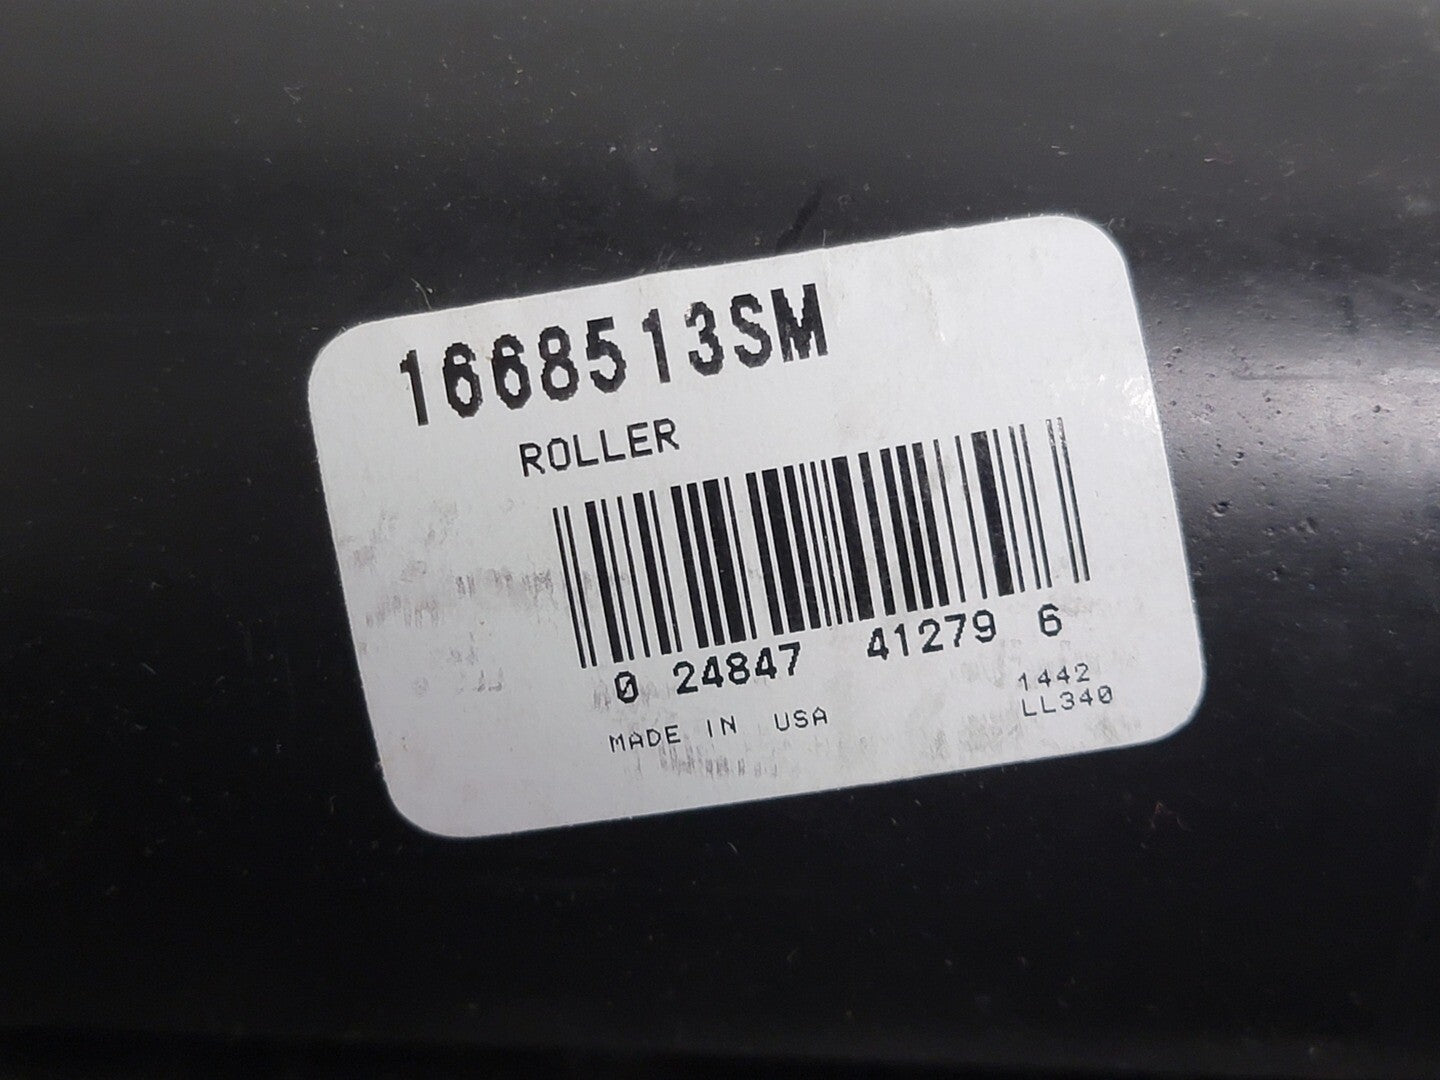 1668513SM
ROLLER
0 24847 41279 6
MADE IN USA
1442
LL340